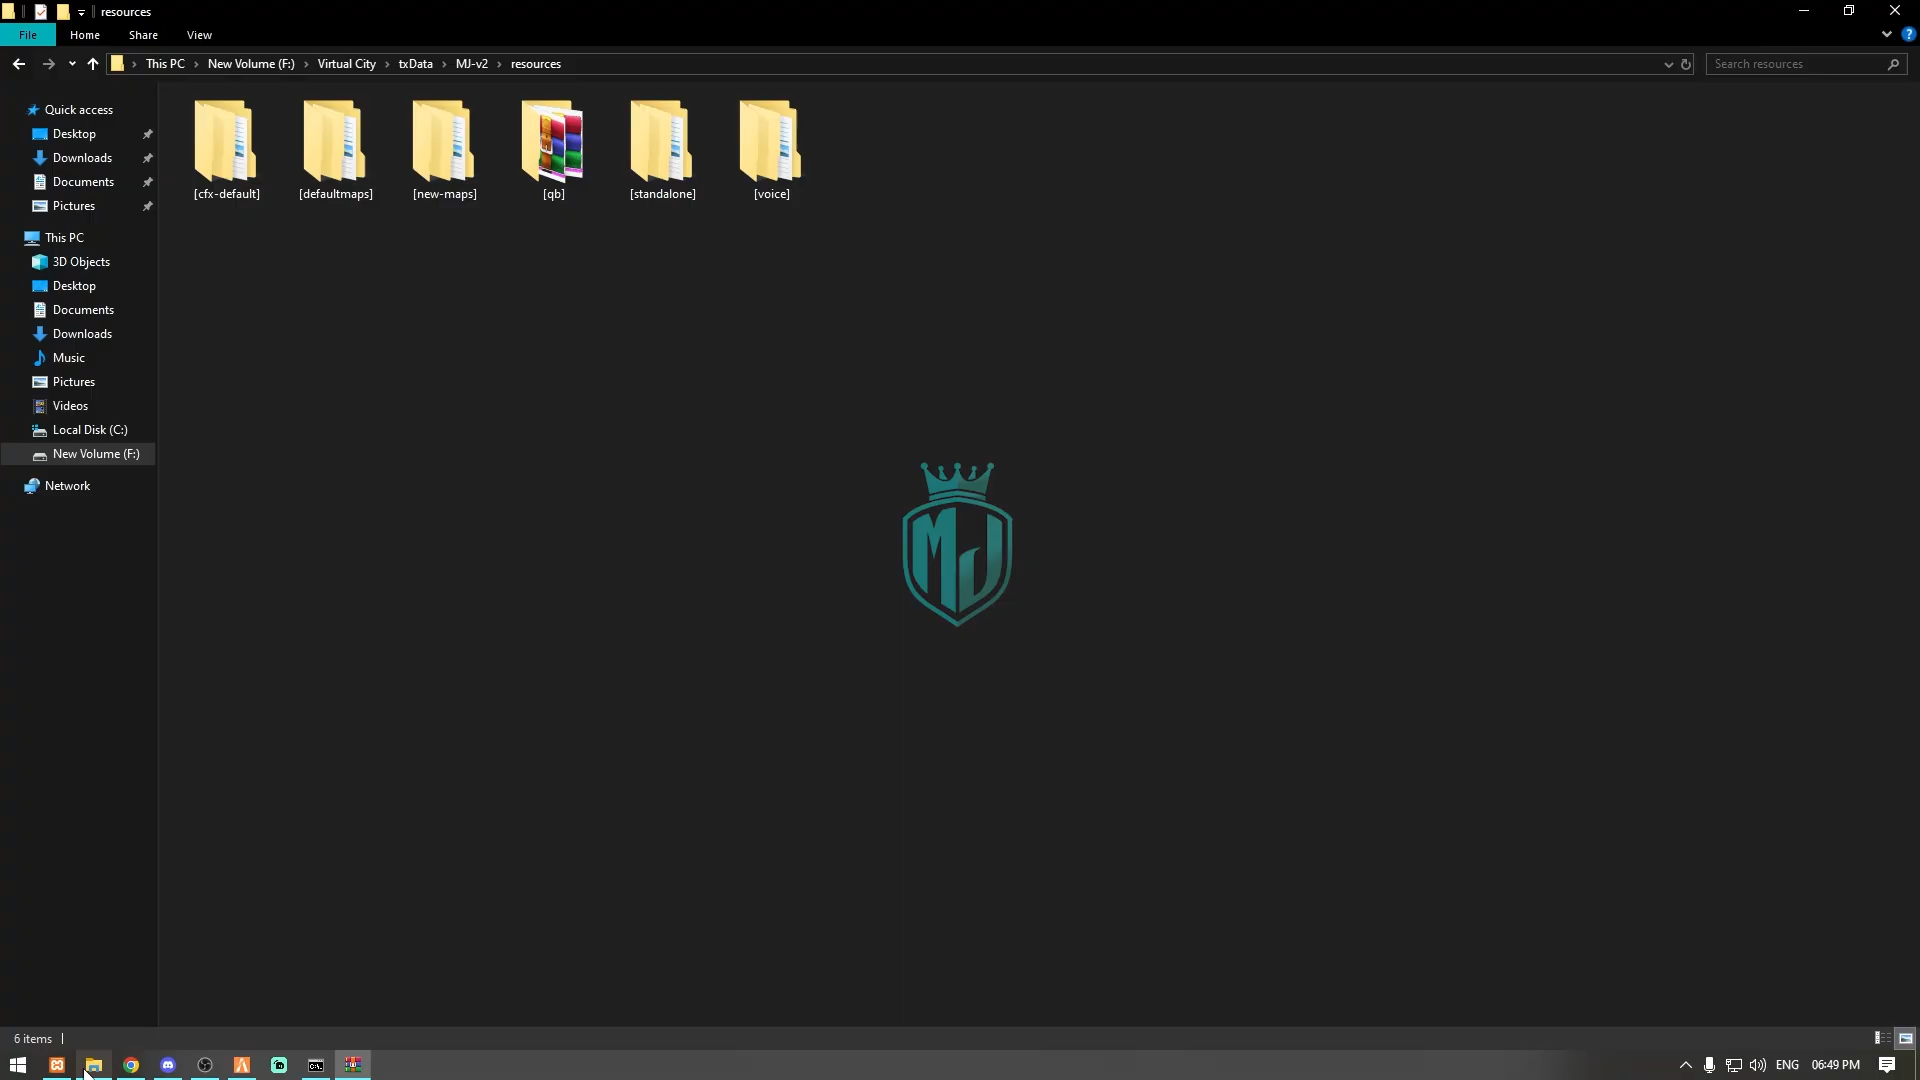 resources
File Home Share View
This PC New Volume (F:) Virtual City txData MJ-v2 resources
Search resources
Quick access
Desktop
Downloads
Documents
Pictures
This PC
3D Objects
Desktop
Documents
Downloads
Music
Pictures
Videos
Local Disk (C:)
New Volume (F:)
Network
[cfx-default] [defaultmaps] [new-maps] [qb] [standalone] [voice]
MJ
6 items
ENG 06:49 PM